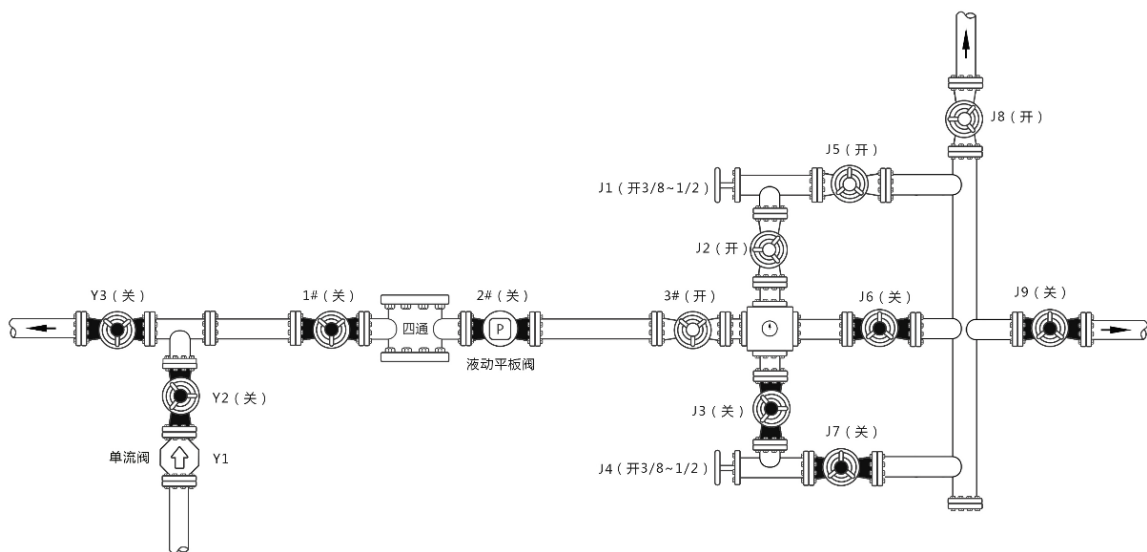 J8（开）
J5（开）
J1（开3/8~1/2）
J2（开）
Y3（关）
1#（关）
四通
2#（关）
P
液动平板阀
3#（开）
J6（关）
J9（关）
Y2（关）
J3（关）
J7（关）
单流阀 Y1
J4（开3/8~1/2）